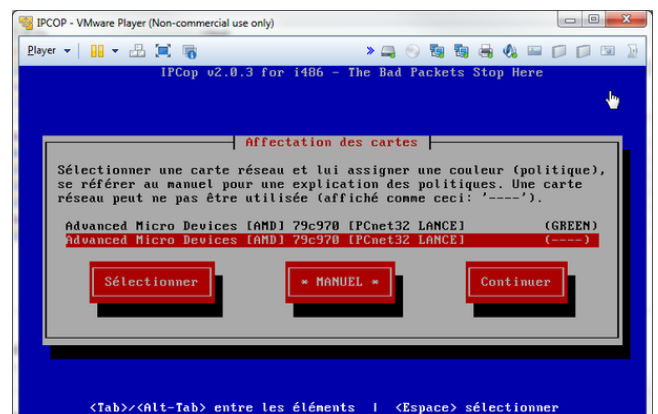 IPCOP - VMware Player (Non-commercial use only)
Player
IPCop v2.0.3 for i486 - The Bad Packets Stop Here
Affectation des cartes
Sélectionner une carte réseau et lui assigner une couleur (politique),
se référer au manuel pour une explication des politiques. Une carte
réseau peut ne pas être utilisée (affiché comme ceci: '----').
Advanced Micro Devices [AMD] 79c970 [PCnet32 LANCE] (GREEN)
Advanced Micro Devices [AMD] 79c970 [PCnet32 LANCE] (----)
Sélectionner * MANUEL * Continuer
<Tab>/<Alt-Tab> entre les éléments | <Espace> sélectionner